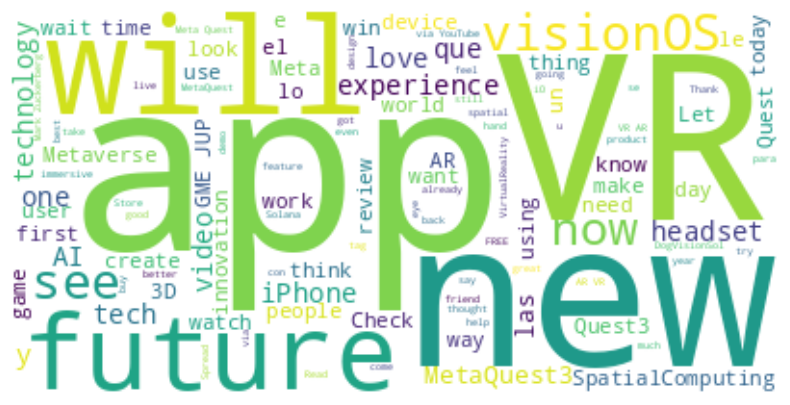 will
app
VR
new
future
visionOS
see
now
experience
headset
iPhone
technology
video
love
que
tech
MetaQuest3
SpatialComputing
wait
time
Meta Quest
e
win
device
via YouTube
look
el
design
feel
le
today
Mark Zuckerberg
live
use
MetaQuest
Meta
lo
going
thing
iO
se
Thank
world
still
spatial
un
Quest
take
best
demo
got
even
hand
u
Let
VR AR
product
para
Metaverse
immersive
GME JUP
feature
AR
want
already
VirtualReality
know
make
day
one
user
Store
good
innovation
work
Solana
review
eye
back
need
first
tag
FREE
using
DogVisionSol
year
try
AI
create
better
buy
con
think
great
AR VR
game
3D
say
friend
thought
help
las
people
Check
way
Quest3
much
watch
via
Spread
Read
come
y